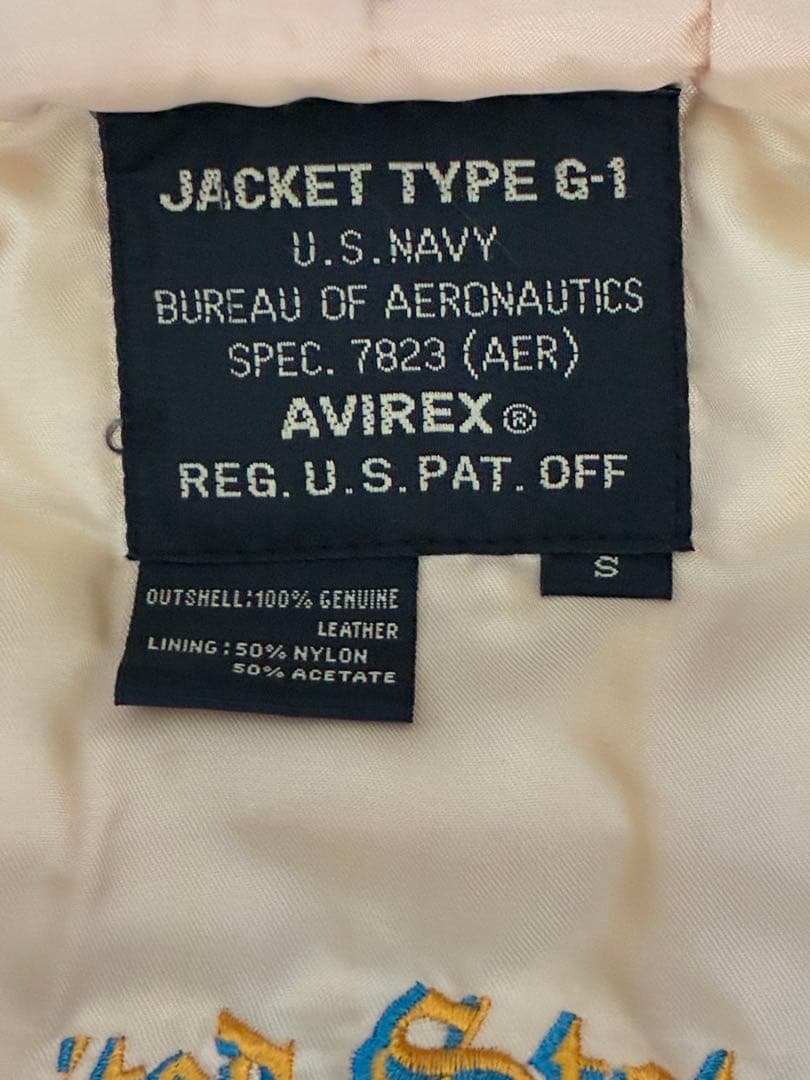 JACKET TYPE G-1
U.S.NAVY
BUREAU OF AERONAUTICS
SPEC. 7823 (AER)
AVIREX®
REG. U.S.PAT. OFF
S
OUTSHELL:100% GENUINE
LEATHER
LINING:50% NYLON
50% ACETATE